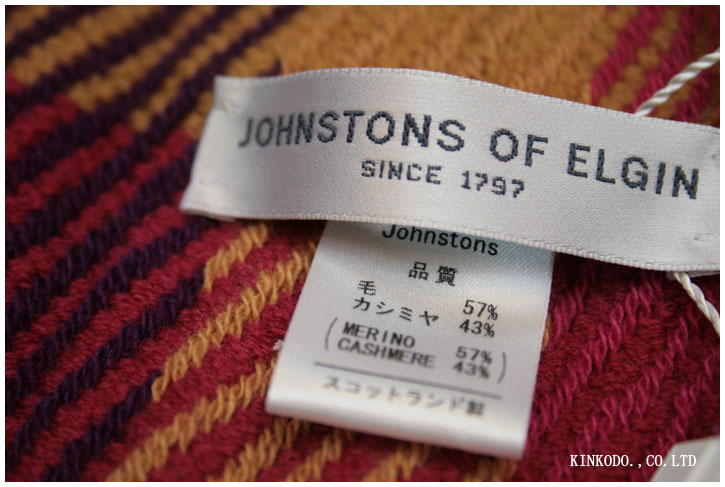 JOHNSTONS OF ELGIN
SINCE 1797
Johnstons
品質
毛 57%
カシミヤ 43%
(MERINO 57%
CASHMERE 43%)
スコットランド製
KINKODO.,CO.LTD